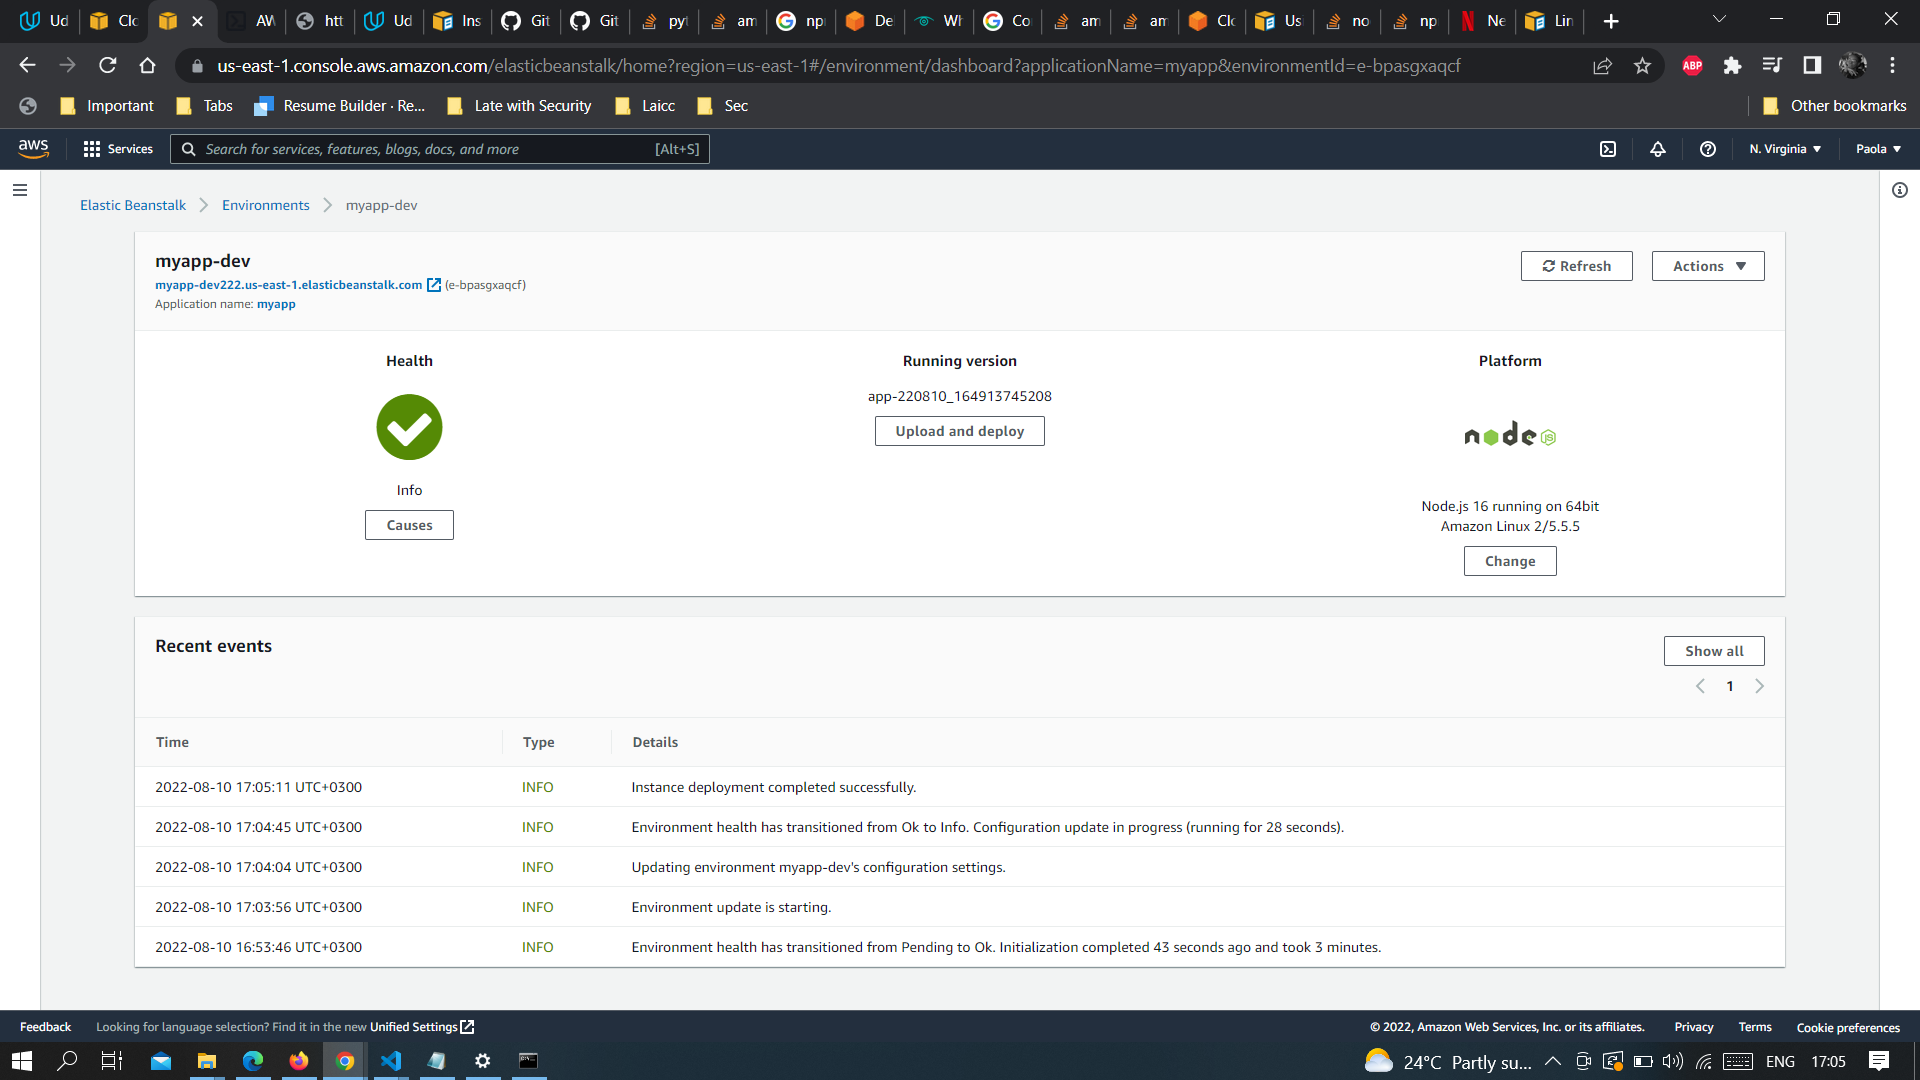 Ud
Clo
AW
htt
Ud
Ins
Git
Git
pyt
am
np
De
Wh
Co
am
am
Clo
Usi
no
np
Ne
Lin
us-east-1.console.aws.amazon.com/elasticbeanstalk/home?region=us-east-1#/environment/dashboard?applicationName=myapp&environmentId=e-bpasgxaqcf
ABP
Important
Tabs
Resume Builder · Re...
Late with Security
Laicc
Sec
Other bookmarks
aws
Services
Search for services, features, blogs, docs, and more
[Alt+S]
N. Virginia
Paola
Elastic Beanstalk
Environments
myapp-dev
myapp-dev
myapp-dev222.us-east-1.elasticbeanstalk.com (e-bpasgxaqcf)
Application name: myapp
Refresh
Actions
Health
Info
Causes
Running version
app-220810_164913745208
Upload and deploy
Platform
node JS
Node.js 16 running on 64bit
Amazon Linux 2/5.5.5
Change
Recent events
Show all
1
Time Type Details
2022-08-10 17:05:11 UTC+0300 INFO Instance deployment completed successfully.
2022-08-10 17:04:45 UTC+0300 INFO Environment health has transitioned from Ok to Info. Configuration update in progress (running for 28 seconds).
2022-08-10 17:04:04 UTC+0300 INFO Updating environment myapp-dev's configuration settings.
2022-08-10 17:03:56 UTC+0300 INFO Environment update is starting.
2022-08-10 16:53:46 UTC+0300 INFO Environment health has transitioned from Pending to Ok. Initialization completed 43 seconds ago and took 3 minutes.
Feedback
Looking for language selection? Find it in the new Unified Settings
© 2022, Amazon Web Services, Inc. or its affiliates.
Privacy
Terms
Cookie preferences
24°C Partly su...
ENG
17:05